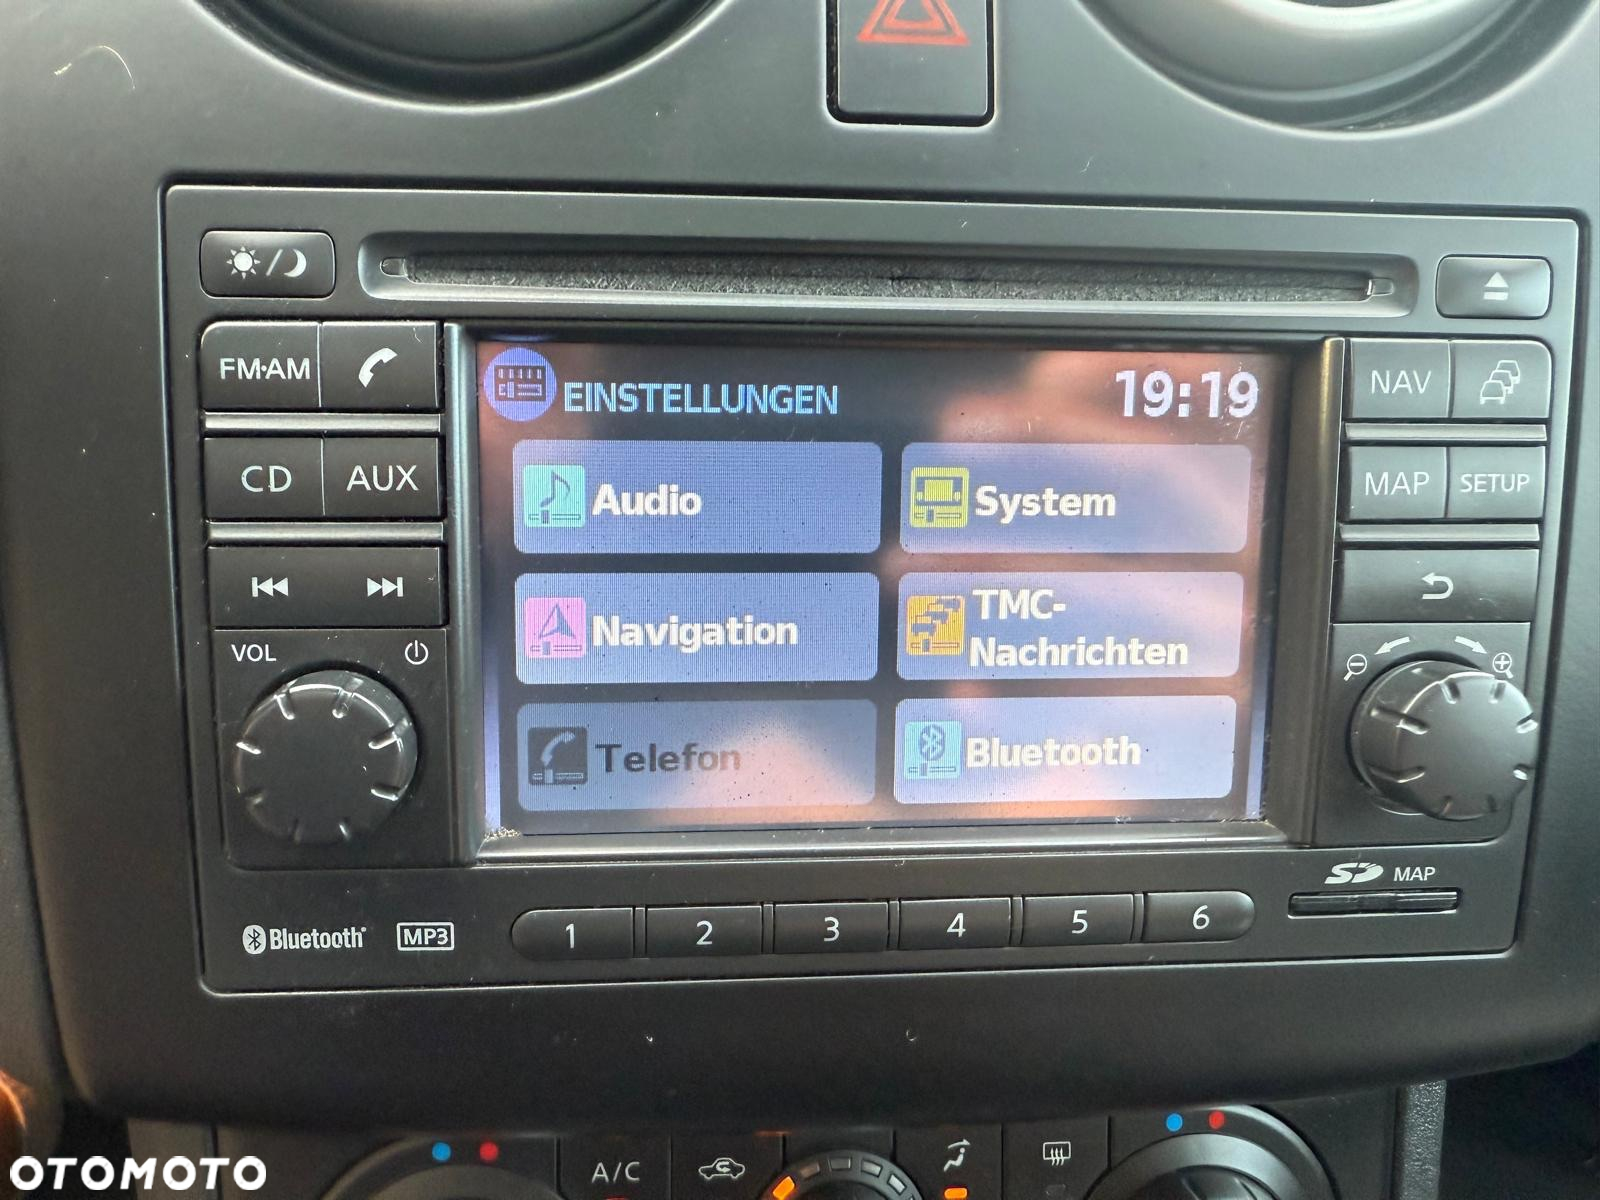 FM·AM
CD
AUX
VOL
EINSTELLUNGEN
19:19
Audio
System
Navigation
TMC-
Nachrichten
Telefon
Bluetooth
NAV
MAP
SETUP
SD MAP
Bluetooth
MP3
1 2 3 4 5 6
A/C
OTOMOTO